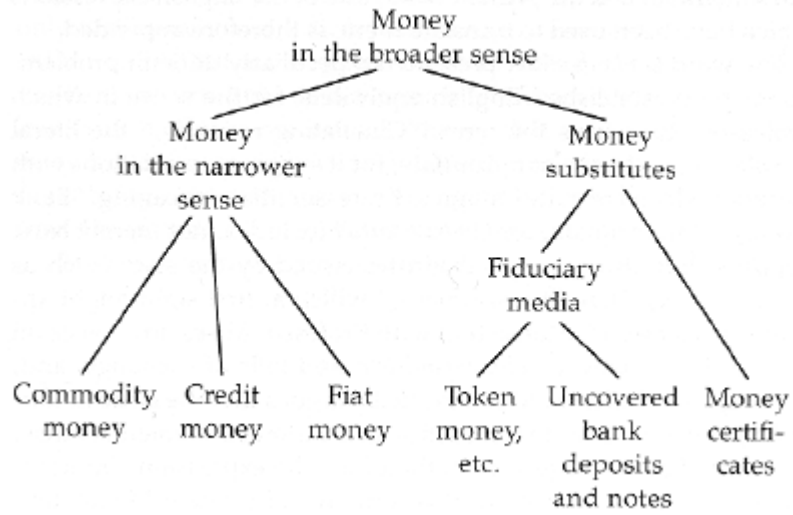 Money
in the broader sense
Money
in the narrower
sense
Money
substitutes
Fiduciary
media
Commodity
money
Credit
money
Fiat
money
Token
money,
etc.
Uncovered
bank
deposits
and notes
Money
certifi-
cates